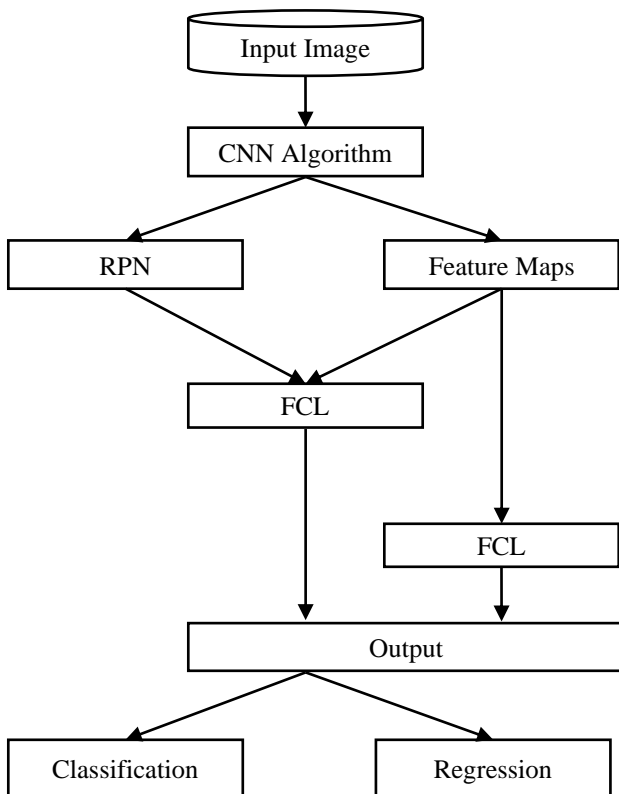 Input Image
CNN Algorithm
RPN
Feature Maps
FCL
FCL
Output
Classification
Regression